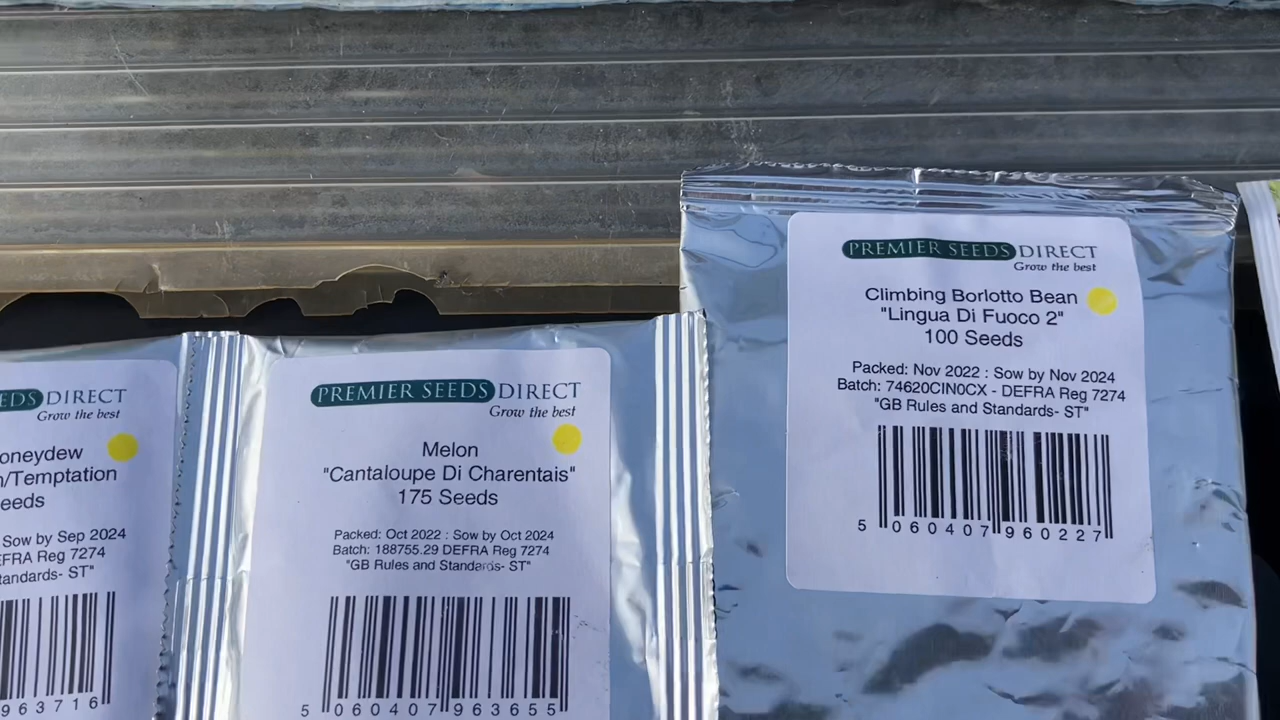 EDS DIRECT
Grow the best
oneydew
n/Temptation
eeds
Sow by Sep 2024
EFRA Reg 7274
tandards- ST"
963716
PREMIER SEEDS DIRECT
Grow the best
Melon
"Cantaloupe Di Charentais"
175 Seeds
Packed: Oct 2022 : Sow by Oct 2024
Batch: 188755.29 DEFRA Reg 7274
"GB Rules and Standards- ST"
5 060407 963655
PREMIER SEEDS DIRECT
Grow the best
Climbing Borlotto Bean
"Lingua Di Fuoco 2"
100 Seeds
Packed: Nov 2022 : Sow by Nov 2024
Batch: 74620CIN0CX - DEFRA Reg 7274
"GB Rules and Standards- ST"
5 060407 960227